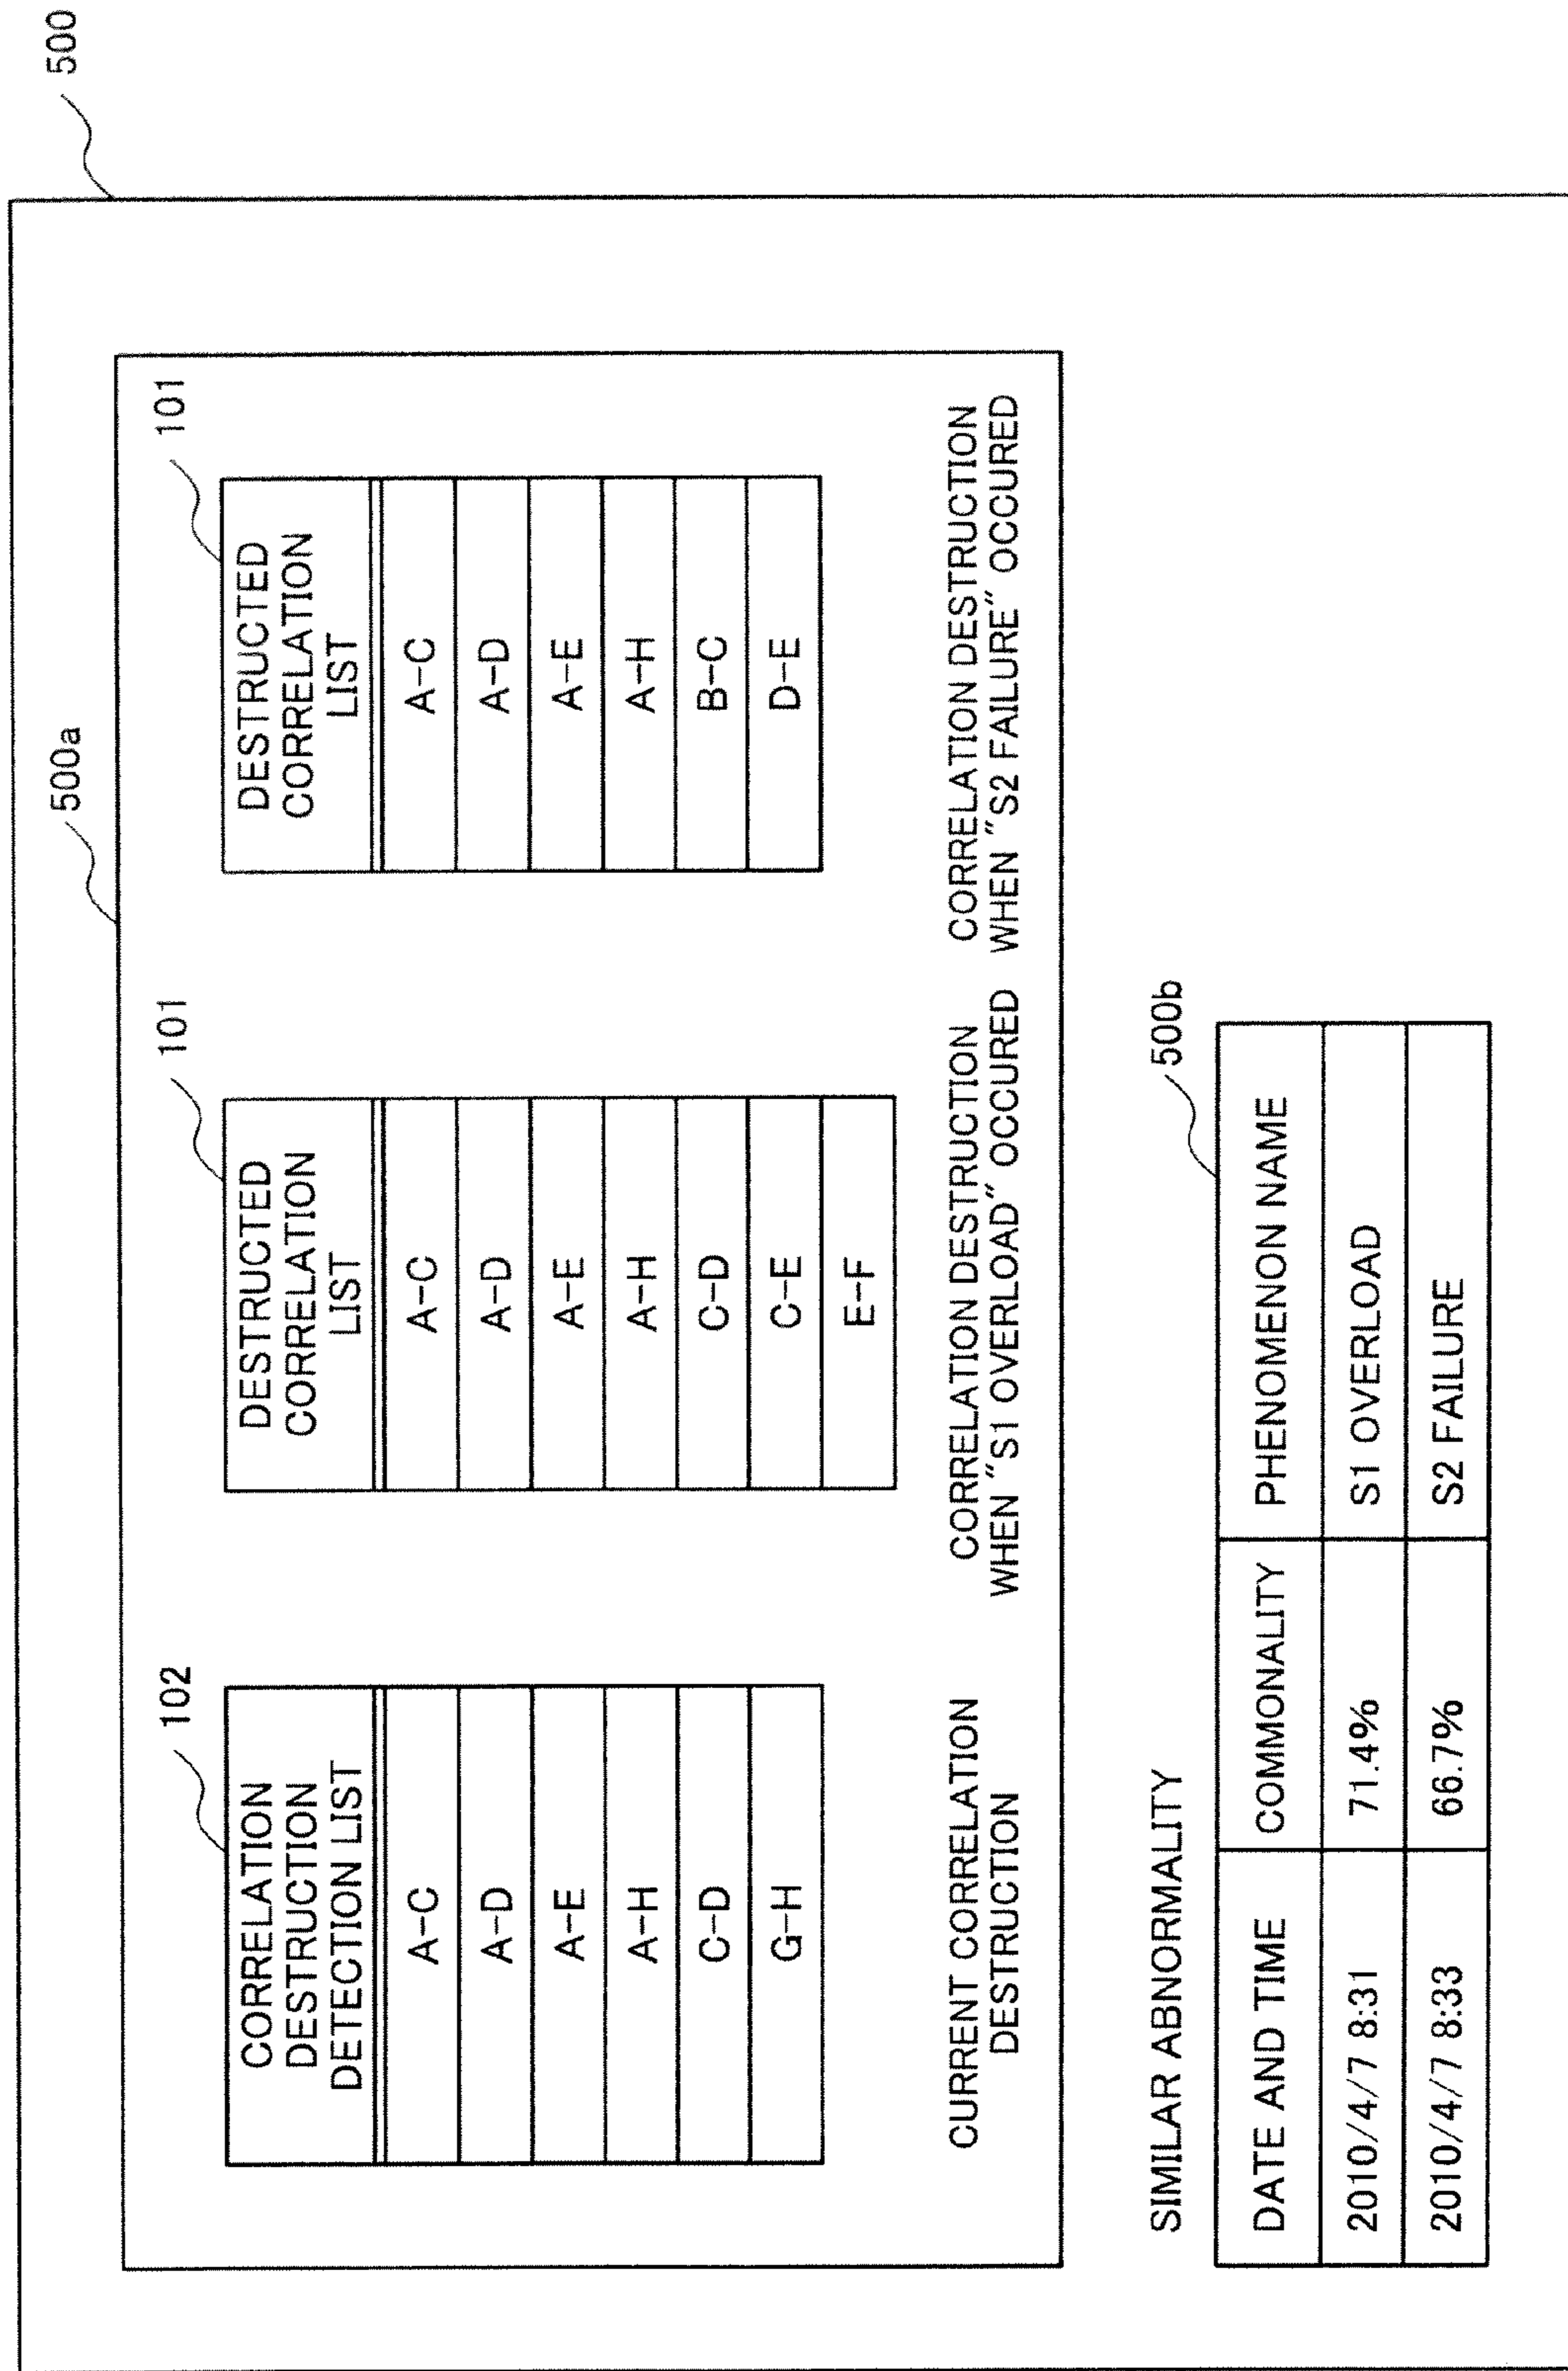 500
500a
102
CORRELATION
DESTRUCTION
DETECTION LIST
A-C
A-D
A-E
A-H
C-D
G-H
CURRENT CORRELATION
DESTRUCTION
101
DESTRUCTED
CORRELATION
LIST
A-C
A-D
A-E
A-H
C-D
C-E
E-F
CORRELATION DESTRUCTION
WHEN "S1 OVERLOAD" OCCURED
101
DESTRUCTED
CORRELATION
LIST
A-C
A-D
A-E
A-H
B-C
D-E
CORRELATION DESTRUCTION
WHEN "S2 FAILURE" OCCURED
SIMILAR ABNORMALITY
500b
DATE AND TIME COMMONALITY PHENOMENON NAME
2010/4/7 8:31 71.4% S1 OVERLOAD
2010/4/7 8:33 66.7% S2 FAILURE